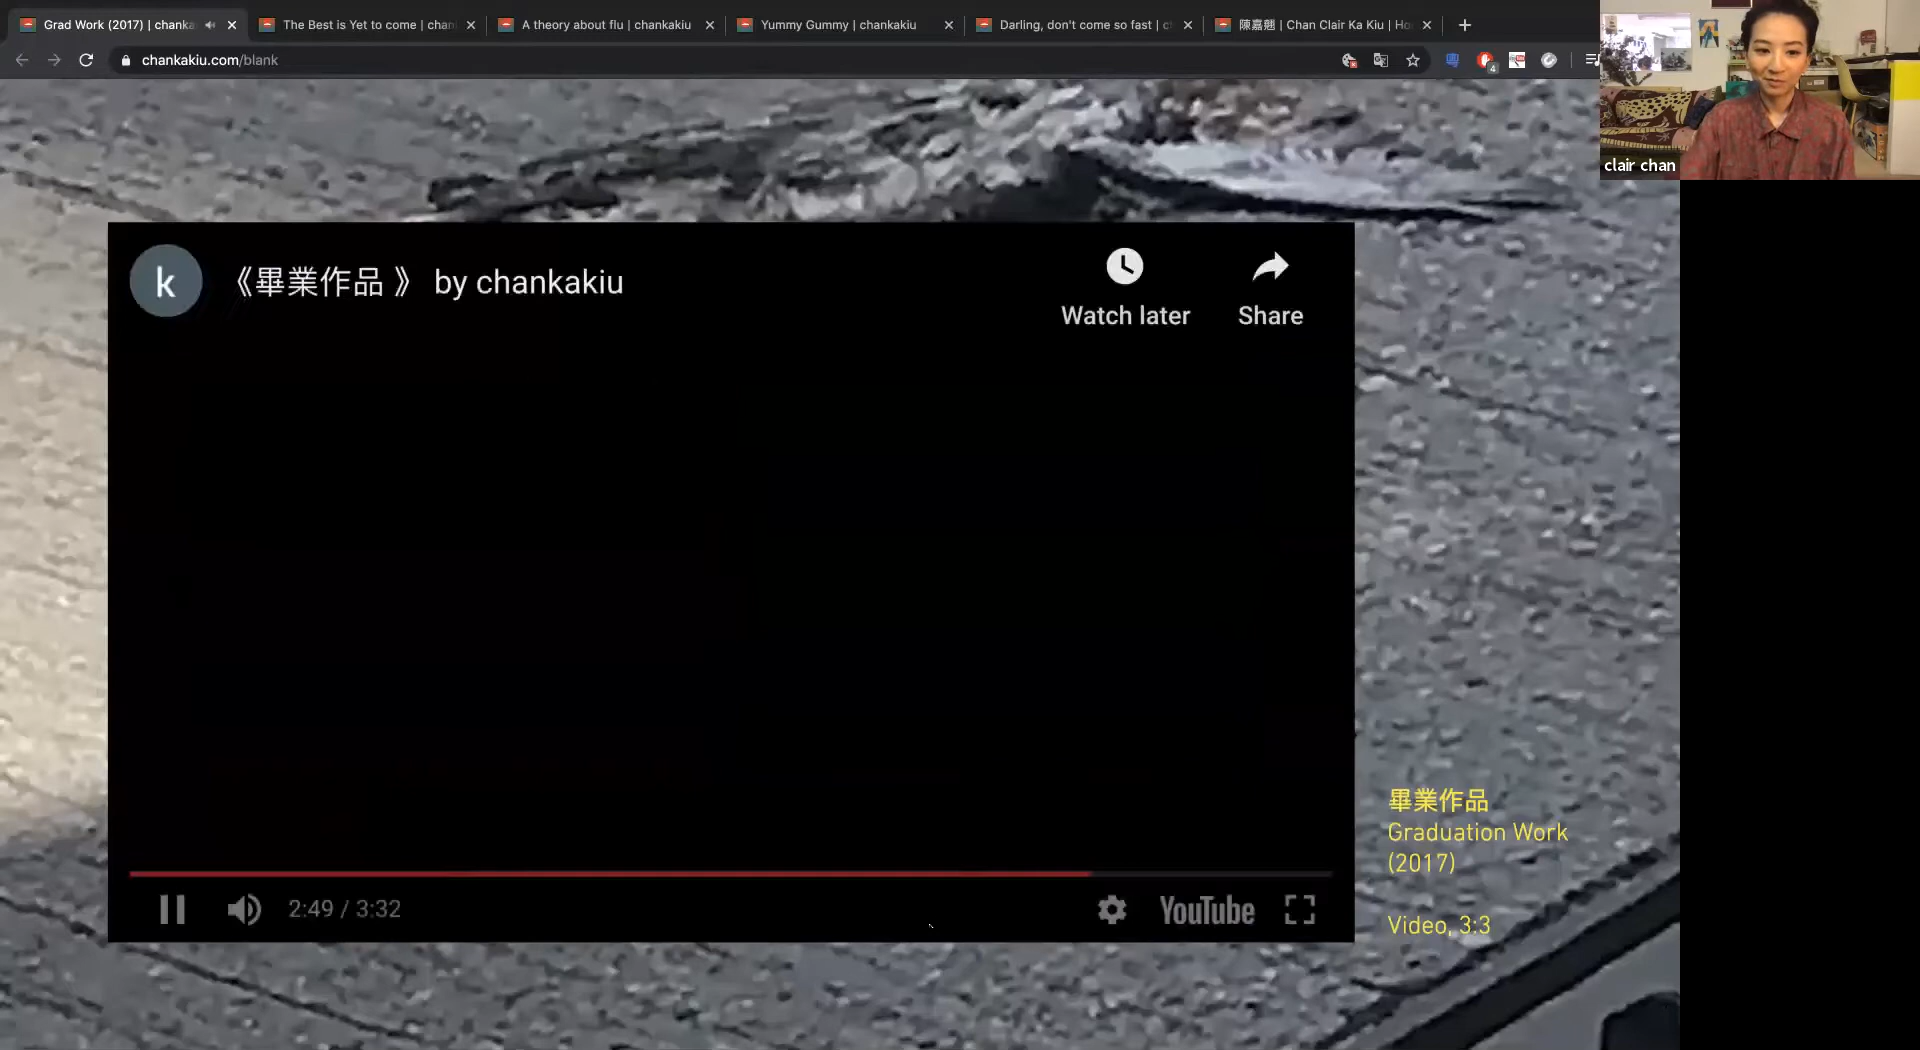 Grad Work (2017) | chanka
The Best is Yet to come | chan
A theory about flu | chankakiu
Yummy Gummy | chankakiu
Darling, don't come so fast | c
陳嘉翹 | Chan Clair Ka Kiu | Ho
chankakiu.com/blank
4
clair chan
k
《畢業作品 》 by chankakiu
Watch later
Share
2:49 / 3:32
YouTube
畢業作品
Graduation Work
(2017)
Video, 3:3